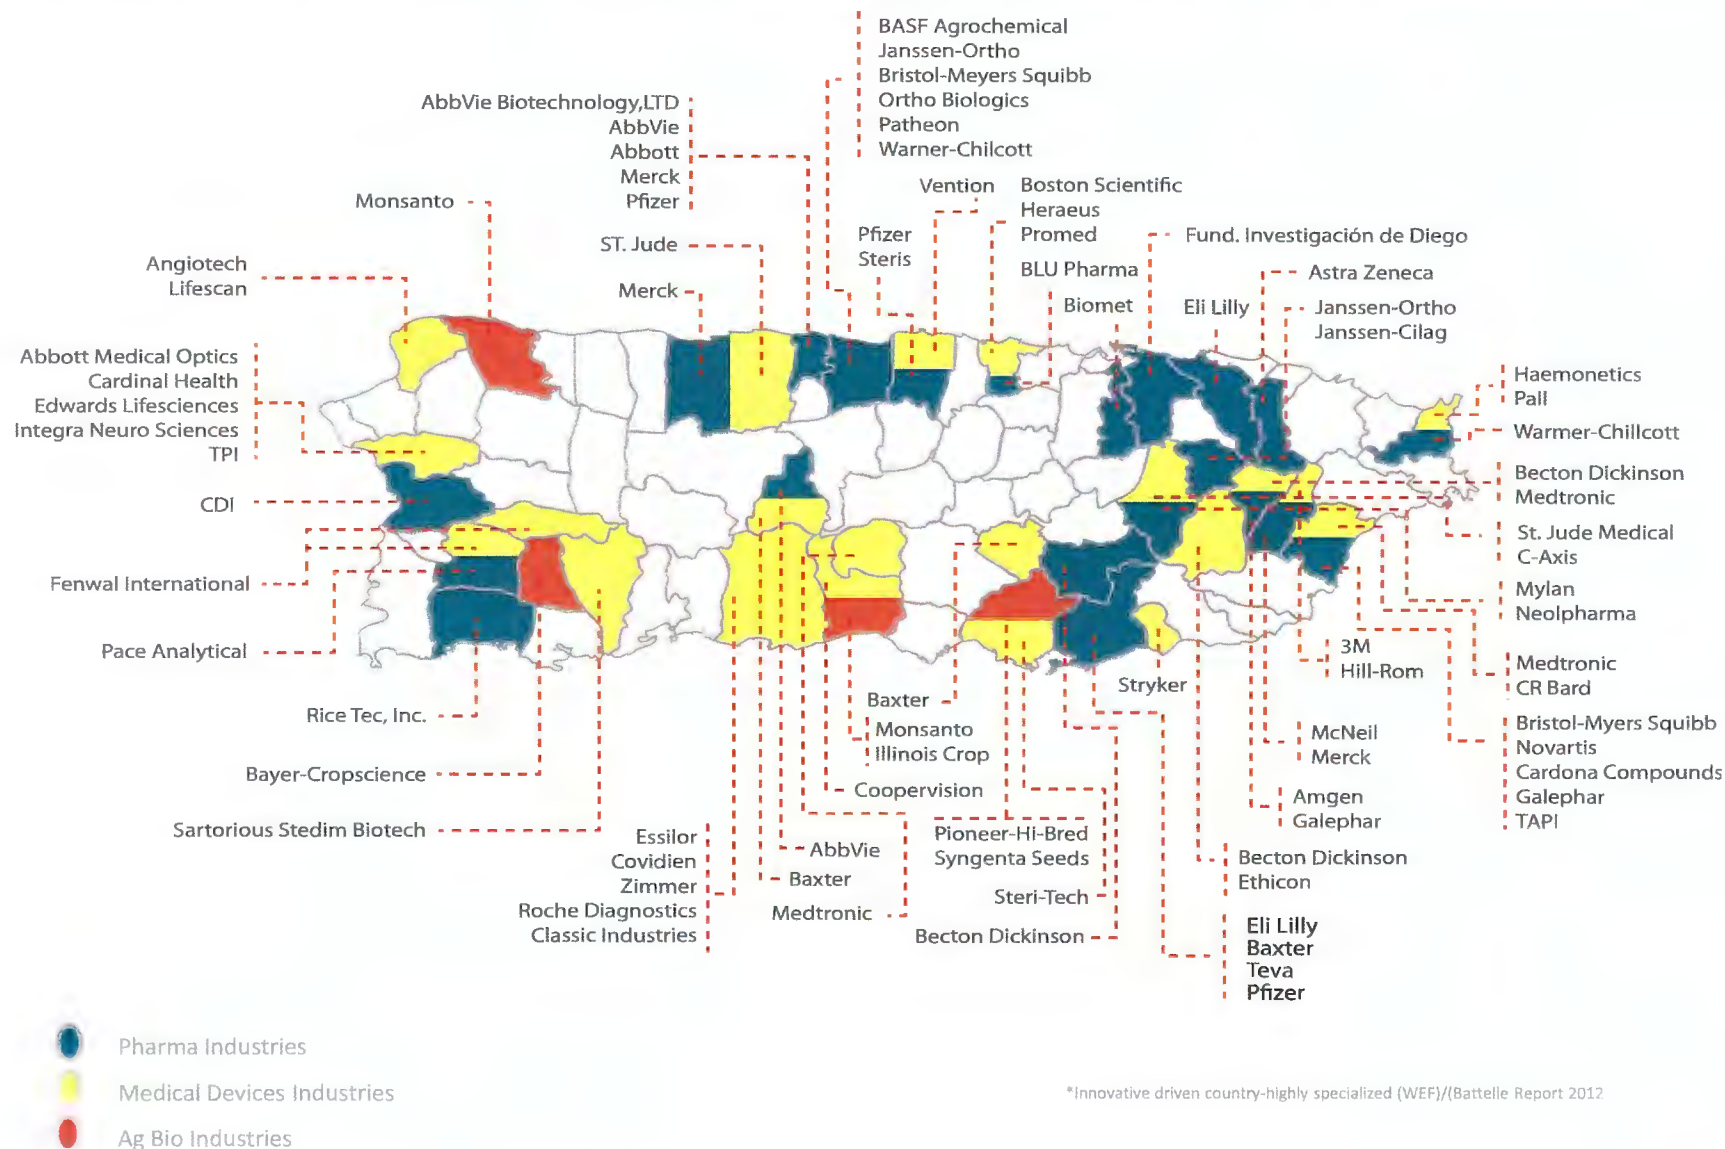 BASF Agrochemical
Janssen-Ortho
Bristol-Meyers Squibb
Ortho Biologics
Patheon
Warner-Chilcott
AbbVie Biotechnology,LTD
AbbVie
Abbott
Merck
Pfizer
Monsanto
ST. Jude
Merck
Angiotech
Lifescan
Vention
Pfizer
Steris
Boston Scientific
Heraeus
Promed
BLU Pharma
Biomet
Fund. Investigación de Diego
Astra Zeneca
Eli Lilly
Janssen-Ortho
Janssen-Cilag
Abbott Medical Optics
Cardinal Health
Edwards Lifesciences
Integra Neuro Sciences
TPI
CDI
Fenwal International
Pace Analytical
Rice Tec, Inc.
Bayer-Cropscience
Sartorious Stedim Biotech
Haemonetics
Pall
Warmer-Chillcott
Becton Dickinson
Medtronic
St. Jude Medical
C-Axis
Mylan
Neolpharma
3M
Hill-Rom
Medtronic
CR Bard
Bristol-Myers Squibb
Novartis
Cardona Compounds
Galephar
TAPI
McNeil
Merck
Amgen
Galephar
Stryker
Baxter
Monsanto
Illinois Crop
Coopervision
Essilor
Covidien
Zimmer
Roche Diagnostics
Classic Industries
AbbVie
Baxter
Medtronic
Pioneer-Hi-Bred
Syngenta Seeds
Steri-Tech
Becton Dickinson
Becton Dickinson
Ethicon
Eli Lilly
Baxter
Teva
Pfizer
Pharma Industries
Medical Devices Industries
Ag Bio Industries
*Innovative driven country-highly specialized (WEF)/(Battelle Report 2012